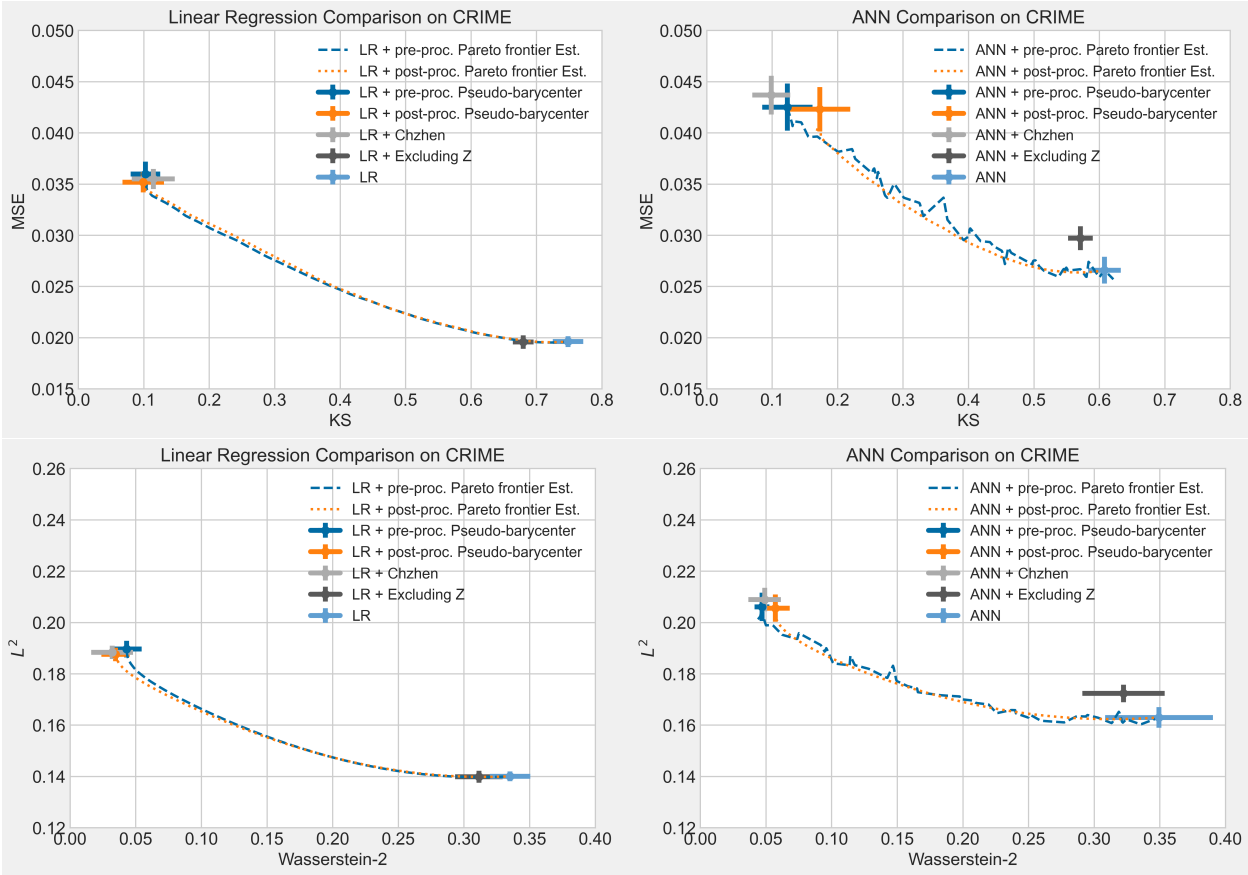 Linear Regression Comparison on CRIME
0.050
0.045
0.040
0.035
0.030
0.025
0.020
0.015
MSE
LR + pre-proc. Pareto frontier Est.
LR + post-proc. Pareto frontier Est.
LR + pre-proc. Pseudo-barycenter
LR + post-proc. Pseudo-barycenter
LR + Chzhen
LR + Excluding Z
LR
0.0 0.1 0.2 0.3 0.4 0.5 0.6 0.7 0.8
KS
ANN Comparison on CRIME
0.050
0.045
0.040
0.035
0.030
0.025
0.020
0.015
MSE
ANN + pre-proc. Pareto frontier Est.
ANN + post-proc. Pareto frontier Est.
ANN + pre-proc. Pseudo-barycenter
ANN + post-proc. Pseudo-barycenter
ANN + Chzhen
ANN + Excluding Z
ANN
0.0 0.1 0.2 0.3 0.4 0.5 0.6 0.7 0.8
KS
Linear Regression Comparison on CRIME
0.26
0.24
0.22
0.20
0.18
0.16
0.14
0.12
L²
LR + pre-proc. Pareto frontier Est.
LR + post-proc. Pareto frontier Est.
LR + pre-proc. Pseudo-barycenter
LR + post-proc. Pseudo-barycenter
LR + Chzhen
LR + Excluding Z
LR
0.00 0.05 0.10 0.15 0.20 0.25 0.30 0.35 0.40
Wasserstein-2
ANN Comparison on CRIME
0.26
0.24
0.22
0.20
0.18
0.16
0.14
0.12
L²
ANN + pre-proc. Pareto frontier Est.
ANN + post-proc. Pareto frontier Est.
ANN + pre-proc. Pseudo-barycenter
ANN + post-proc. Pseudo-barycenter
ANN + Chzhen
ANN + Excluding Z
ANN
0.00 0.05 0.10 0.15 0.20 0.25 0.30 0.35 0.40
Wasserstein-2